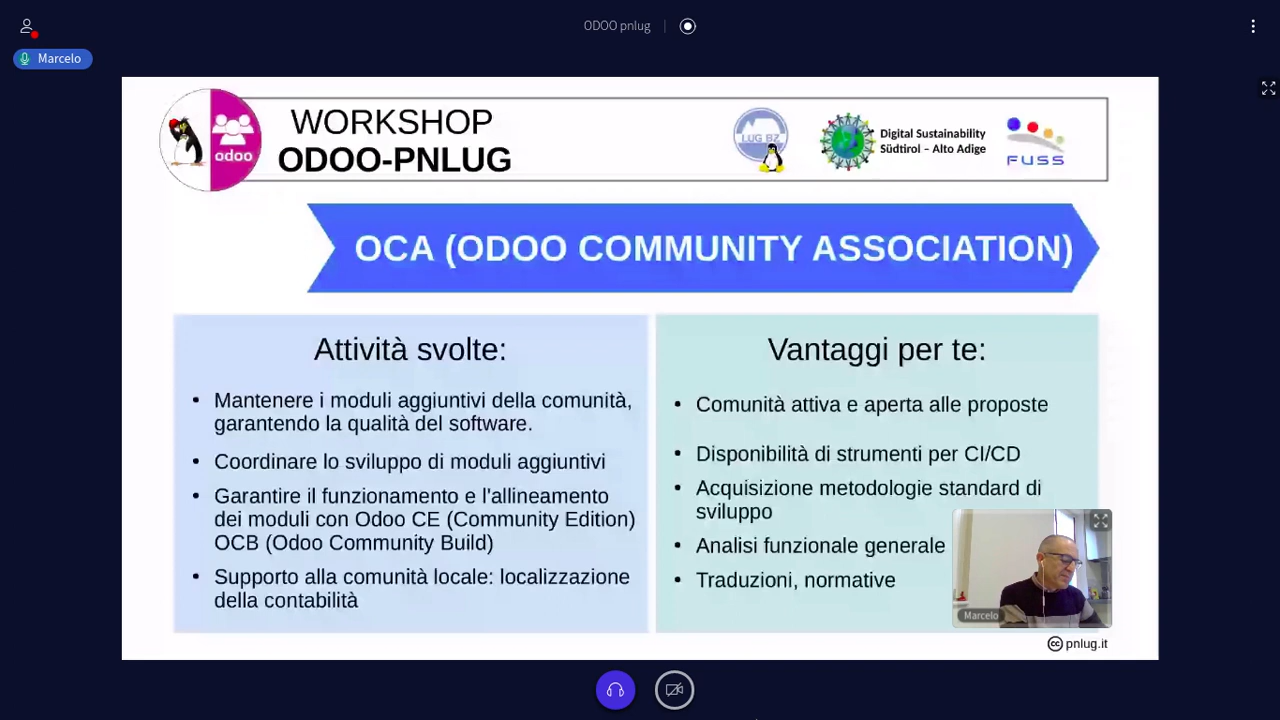 ODOO pnlug
Marcelo
WORKSHOP
ODOO-PNLUG
odoo
LUG BZ
Digital Sustainability
Südtirol – Alto Adige
FUSS
OCA (ODOO COMMUNITY ASSOCIATION)
Attività svolte:
• Mantenere i moduli aggiuntivi della comunità,
garantendo la qualità del software.
• Coordinare lo sviluppo di moduli aggiuntivi
• Garantire il funzionamento e l'allineamento
dei moduli con Odoo CE (Community Edition)
OCB (Odoo Community Build)
• Supporto alla comunità locale: localizzazione
della contabilità
Vantaggi per te:
• Comunità attiva e aperta alle proposte
• Disponibilità di strumenti per CI/CD
• Acquisizione metodologie standard di
sviluppo
• Analisi funzionale generale
• Traduzioni, normative
Marcelo
cc pnlug.it